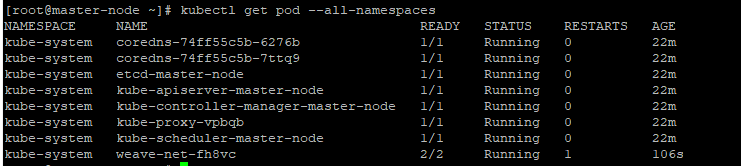 [root@master-node ~]# kubectl get pod --all-namespaces
NAMESPACE NAME READY STATUS RESTARTS AGE
kube-system coredns-74ff55c5b-6276b 1/1 Running 0 22m
kube-system coredns-74ff55c5b-7ttq9 1/1 Running 0 22m
kube-system etcd-master-node 1/1 Running 0 22m
kube-system kube-apiserver-master-node 1/1 Running 0 22m
kube-system kube-controller-manager-master-node 1/1 Running 0 22m
kube-system kube-proxy-vpbqb 1/1 Running 0 22m
kube-system kube-scheduler-master-node 1/1 Running 0 22m
kube-system weave-net-fh8vc 2/2 Running 1 106s